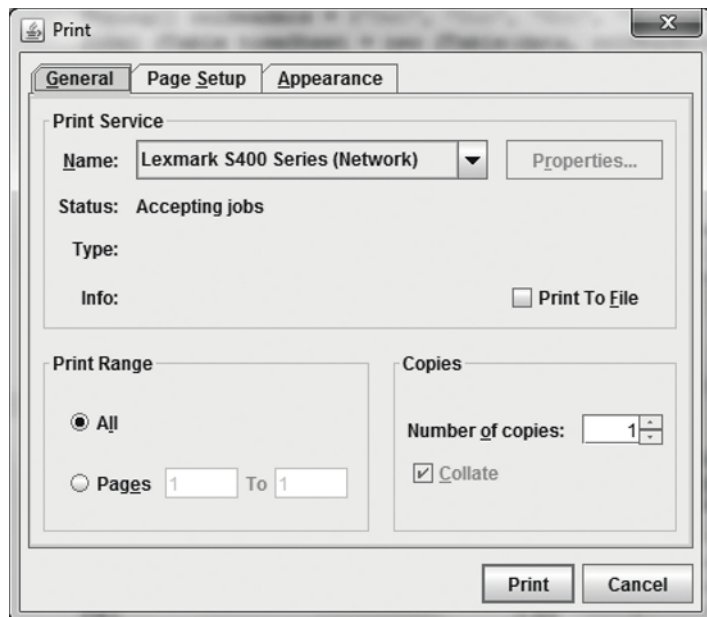 Print
General Page Setup Appearance
Print Service
Name: Lexmark S400 Series (Network) Properties...
Status: Accepting jobs
Type:
Info: Print To File
Print Range
All
Pages 1 To 1
Copies
Number of copies: 1
Collate
Print Cancel